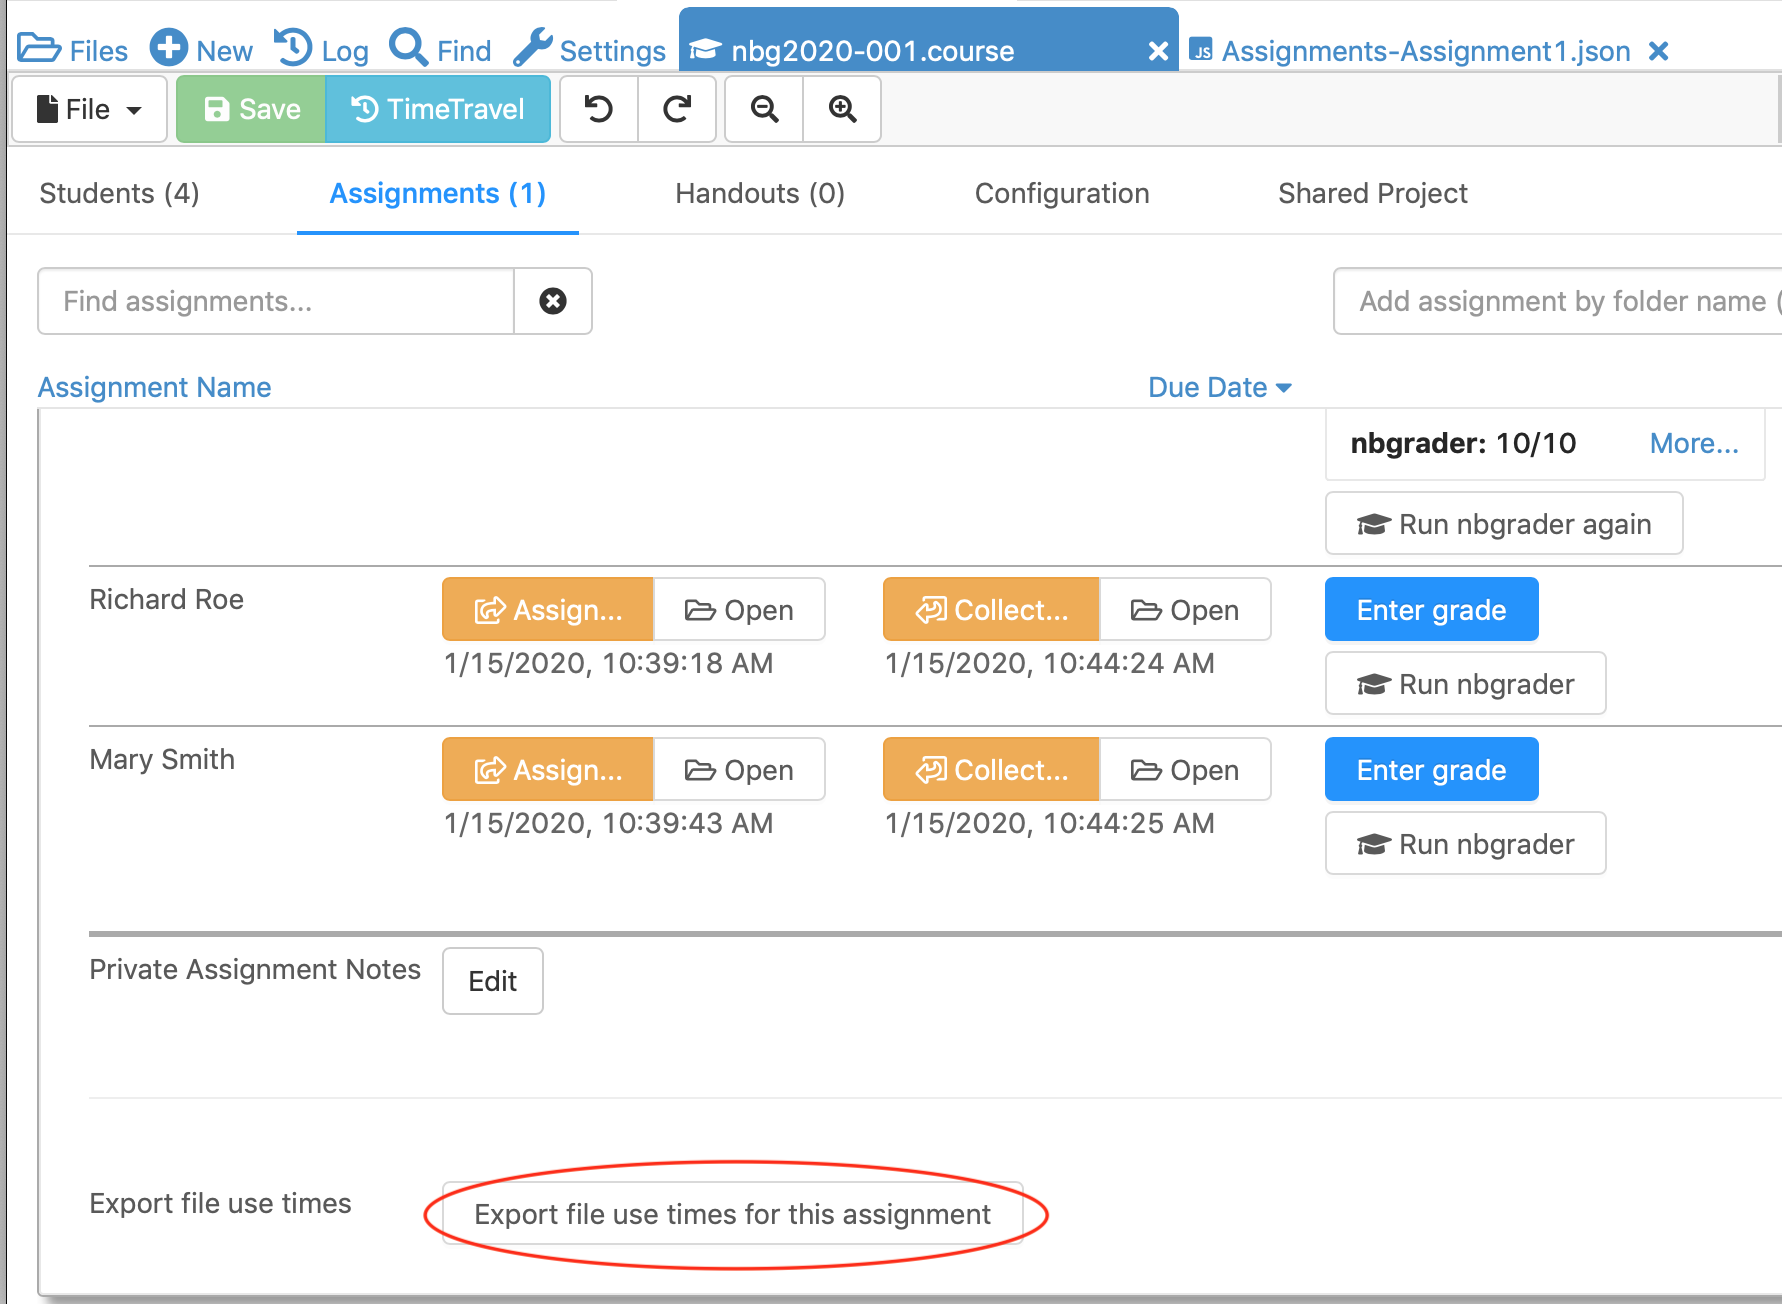 Files New Log Find Settings nbg2020-001.course Assignments-Assignment1.json
File Save TimeTravel
Students (4) Assignments (1) Handouts (0) Configuration Shared Project
Find assignments... Add assignment by folder name (
Assignment Name Due Date
nbgrader: 10/10 More...
Run nbgrader again
Richard Roe Assign... Open Collect... Open Enter grade
1/15/2020, 10:39:18 AM 1/15/2020, 10:44:24 AM
Run nbgrader
Mary Smith Assign... Open Collect... Open Enter grade
1/15/2020, 10:39:43 AM 1/15/2020, 10:44:25 AM
Run nbgrader
Private Assignment Notes Edit
Export file use times Export file use times for this assignment